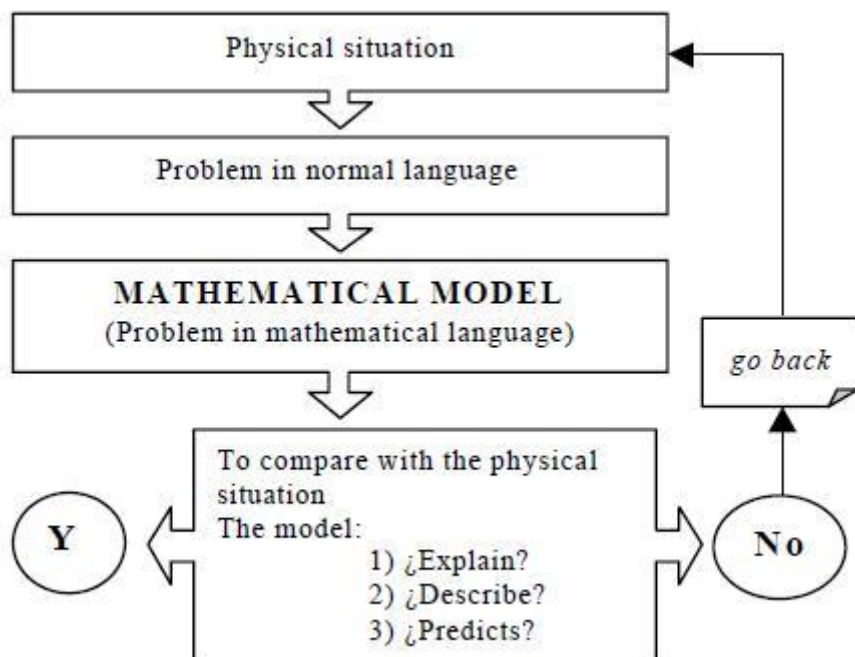 Physical situation
Problem in normal language
MATHEMATICAL MODEL
(Problem in mathematical language)
go back
To compare with the physical
situation
The model:
1) ¿Explain?
2) ¿Describe?
3) ¿Predicts?
Y
No